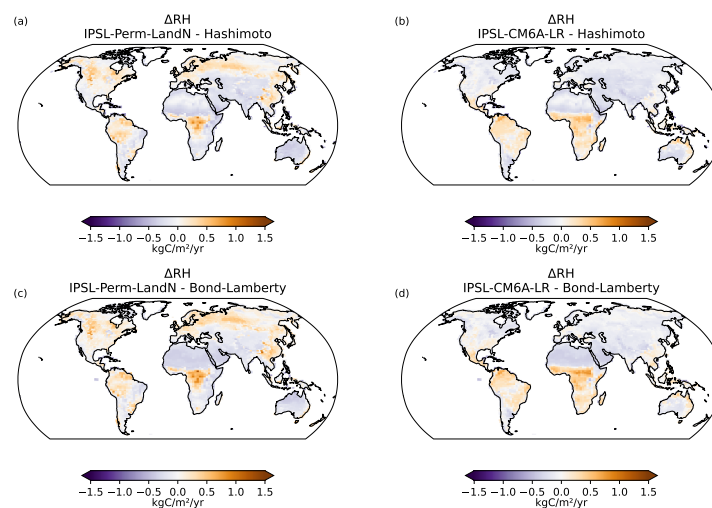 (a)
ΔRH
IPSL-Perm-LandN - Hashimoto
−1.5 −1.0 −0.5 0.0 0.5 1.0 1.5
kgC/m²/yr
(b)
ΔRH
IPSL-CM6A-LR - Hashimoto
−1.5 −1.0 −0.5 0.0 0.5 1.0 1.5
kgC/m²/yr
(c)
ΔRH
IPSL-Perm-LandN - Bond-Lamberty
−1.5 −1.0 −0.5 0.0 0.5 1.0 1.5
kgC/m²/yr
(d)
ΔRH
IPSL-CM6A-LR - Bond-Lamberty
−1.5 −1.0 −0.5 0.0 0.5 1.0 1.5
kgC/m²/yr